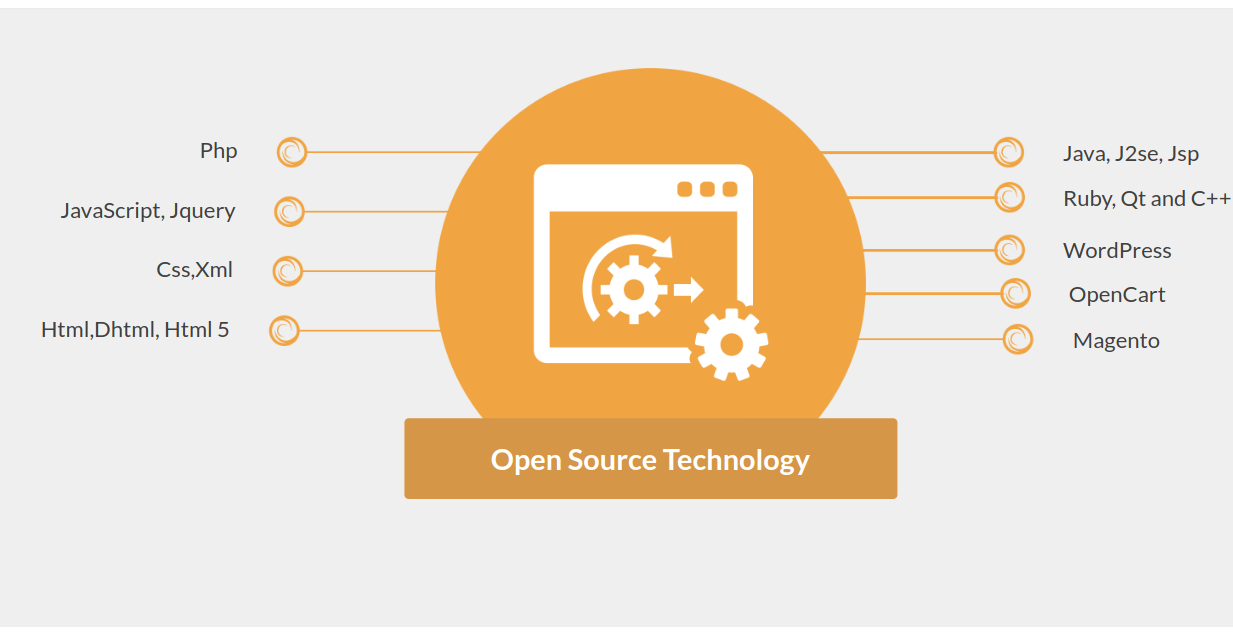 Php
JavaScript, Jquery
Css,Xml
Html,Dhtml, Html 5
Java, J2se, Jsp
Ruby, Qt and C++
WordPress
OpenCart
Magento
Open Source Technology